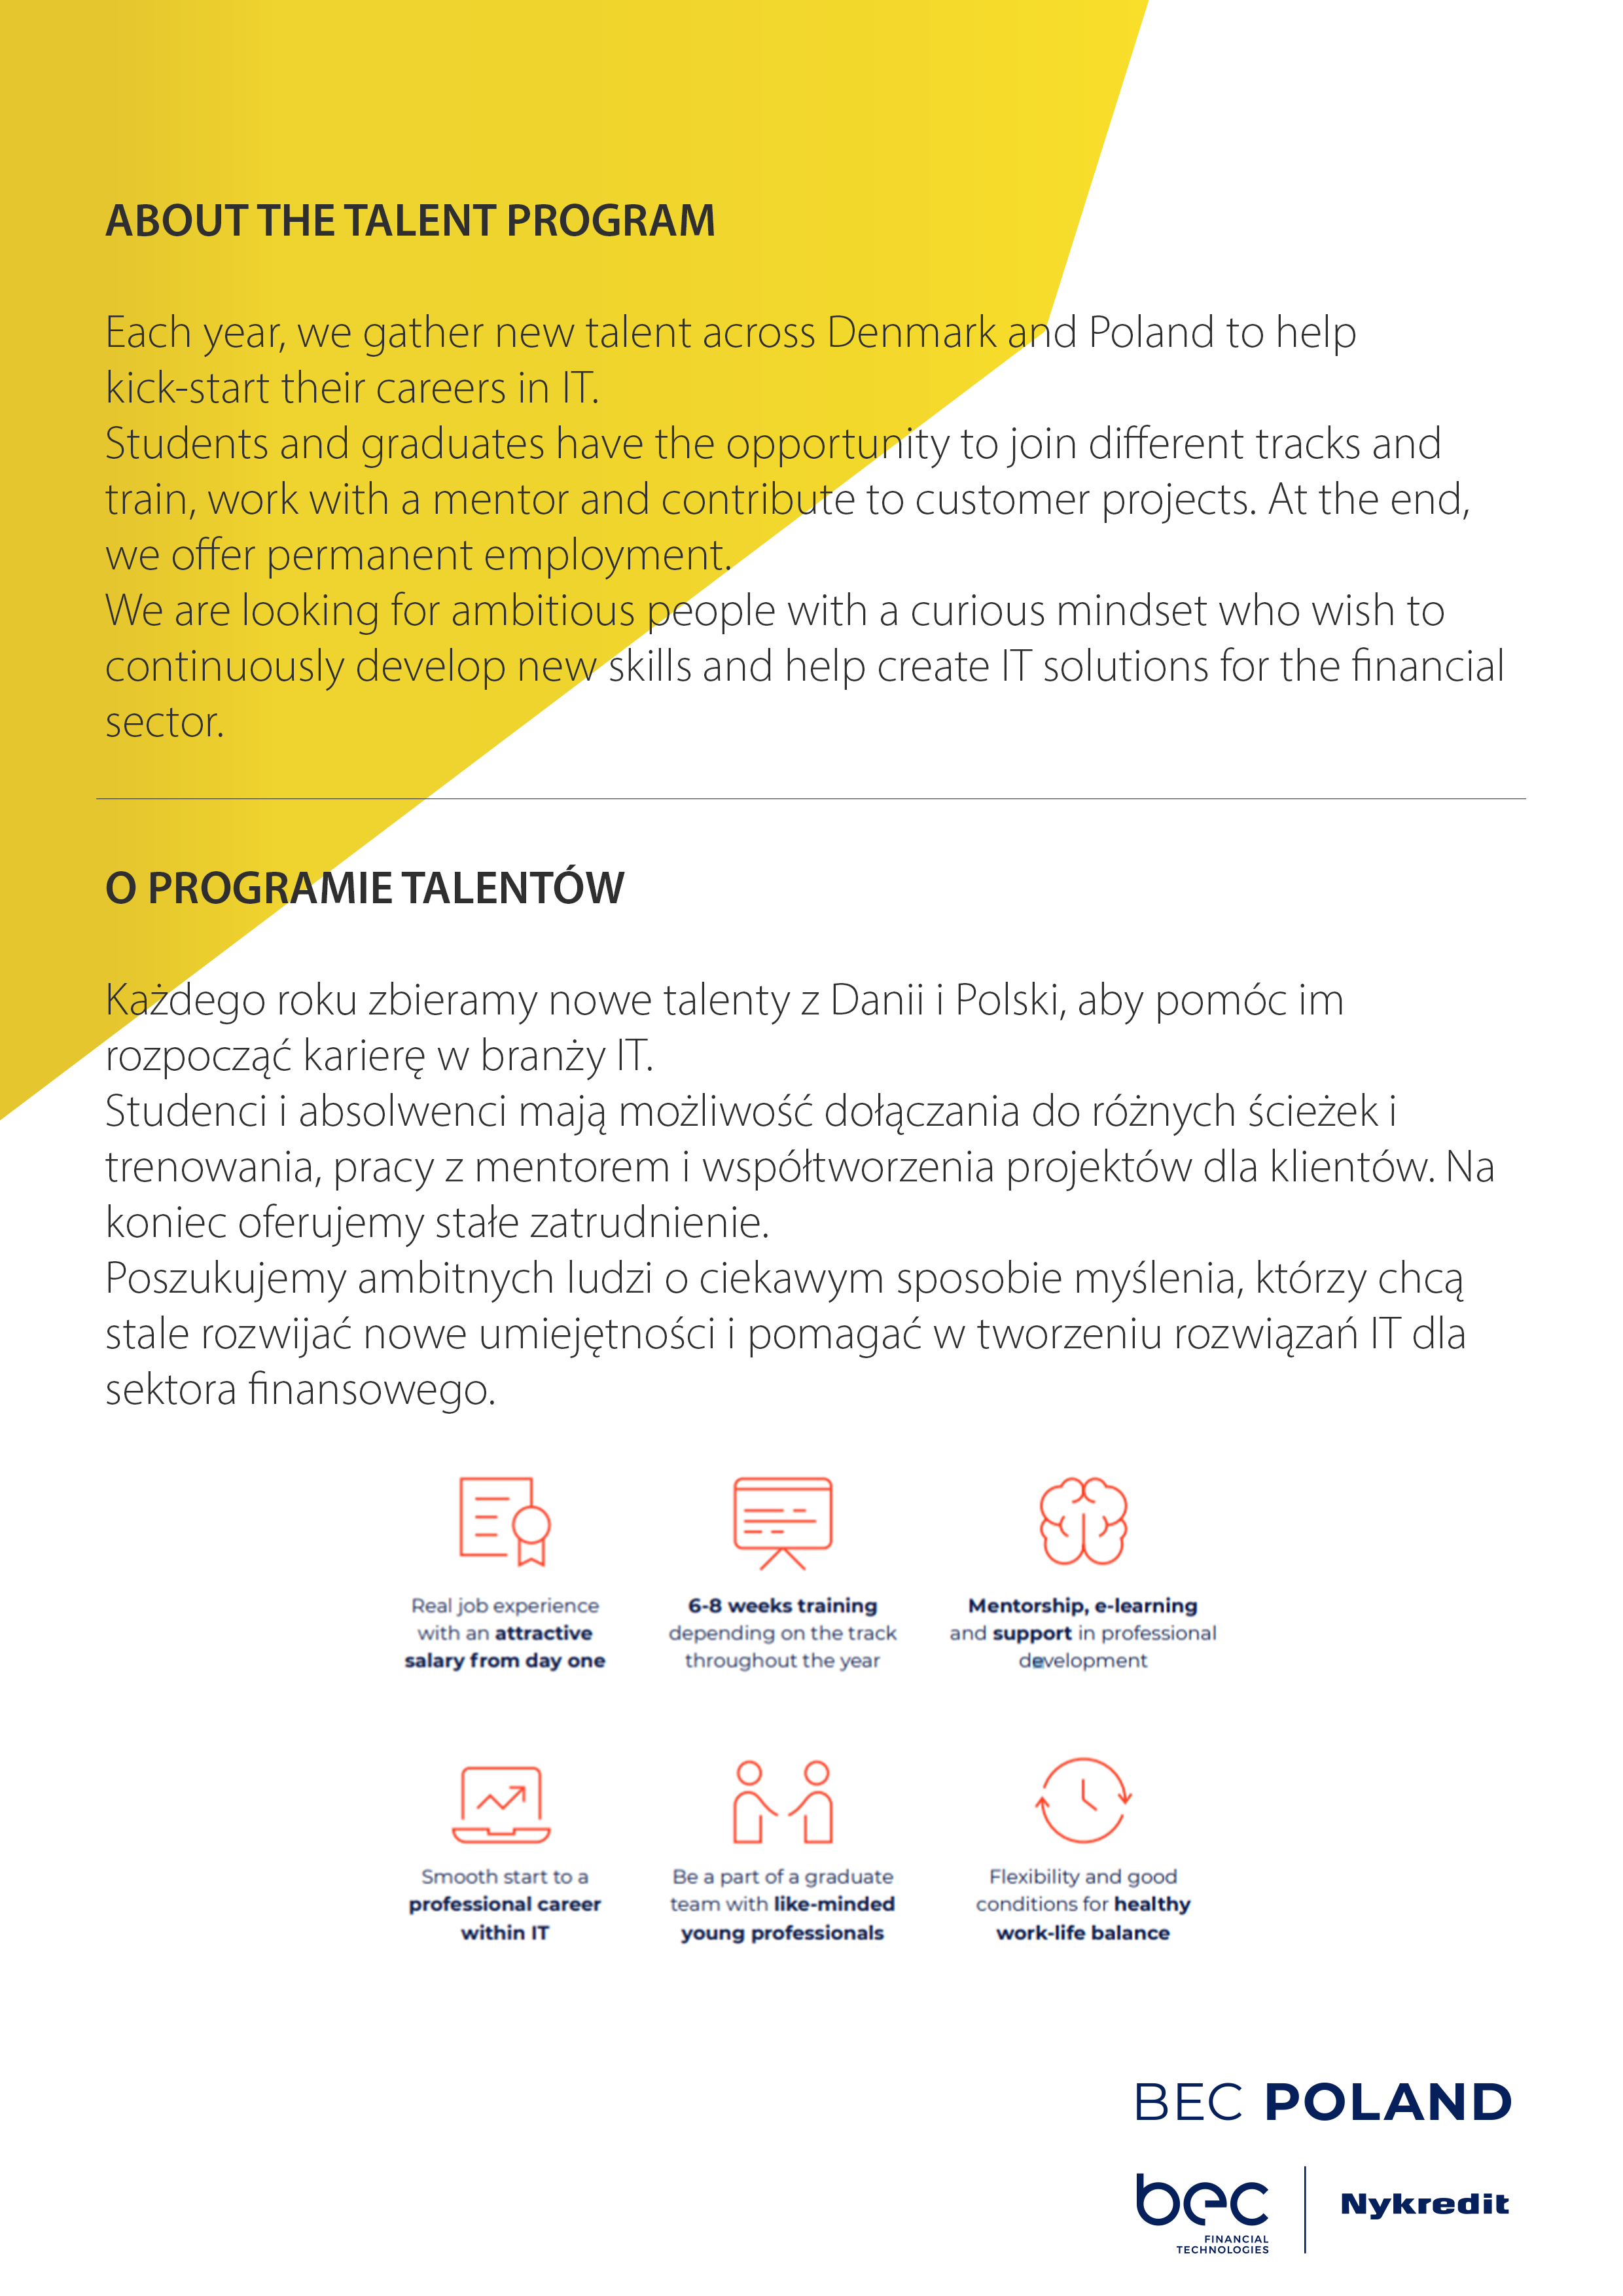 ABOUT THE TALENT PROGRAM
Each year, we gather new talent across Denmark and Poland to help
kick-start their careers in IT.
Students and graduates have the opportunity to join different tracks and
train, work with a mentor and contribute to customer projects. At the end,
we offer permanent employment.
We are looking for ambitious people with a curious mindset who wish to
continuously develop new skills and help create IT solutions for the financial
sector.
O PROGRAMIE TALENTÓW
Każdego roku zbieramy nowe talenty z Danii i Polski, aby pomóc im
rozpocząć karierę w branży IT.
Studenci i absolwenci mają możliwość dołączania do różnych ścieżek i
trenowania, pracy z mentorem i współtworzenia projektów dla klientów. Na
koniec oferujemy stałe zatrudnienie.
Poszukujemy ambitnych ludzi o ciekawym sposobie myślenia, którzy chcą
stale rozwijać nowe umiejętności i pomagać w tworzeniu rozwiązań IT dla
sektora finansowego.
Real job experience
with an attractive
salary from day one
6-8 weeks training
depending on the track
throughout the year
Mentorship, e-learning
and support in professional
development
Smooth start to a
professional career
within IT
Be a part of a graduate
team with like-minded
young professionals
Flexibility and good
conditions for healthy
work-life balance
BEC POLAND
bec
FINANCIAL
TECHNOLOGIES
Nykredit